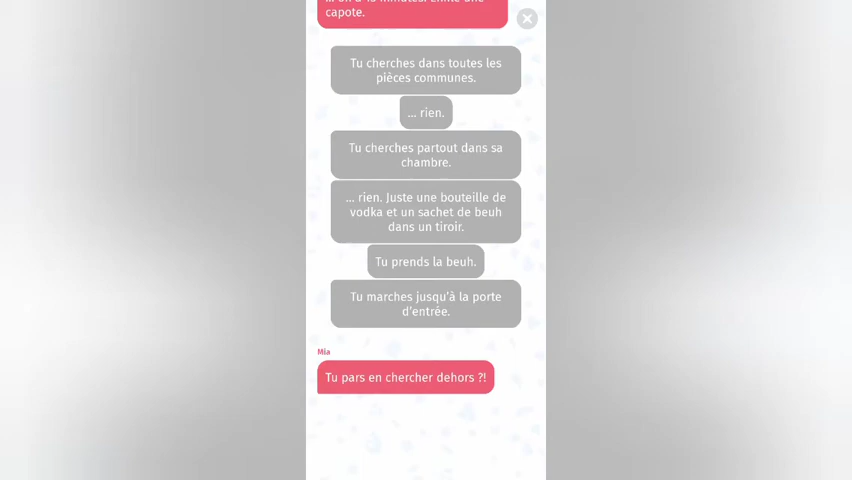 capote.
Tu cherches dans toutes les
pièces communes.
... rien.
Tu cherches partout dans sa
chambre.
... rien. Juste une bouteille de
vodka et un sachet de beuh
dans un tiroir.
Tu prends la beuh.
Tu marches jusqu'à la porte
d'entrée.
Mia
Tu pars en chercher dehors ?!